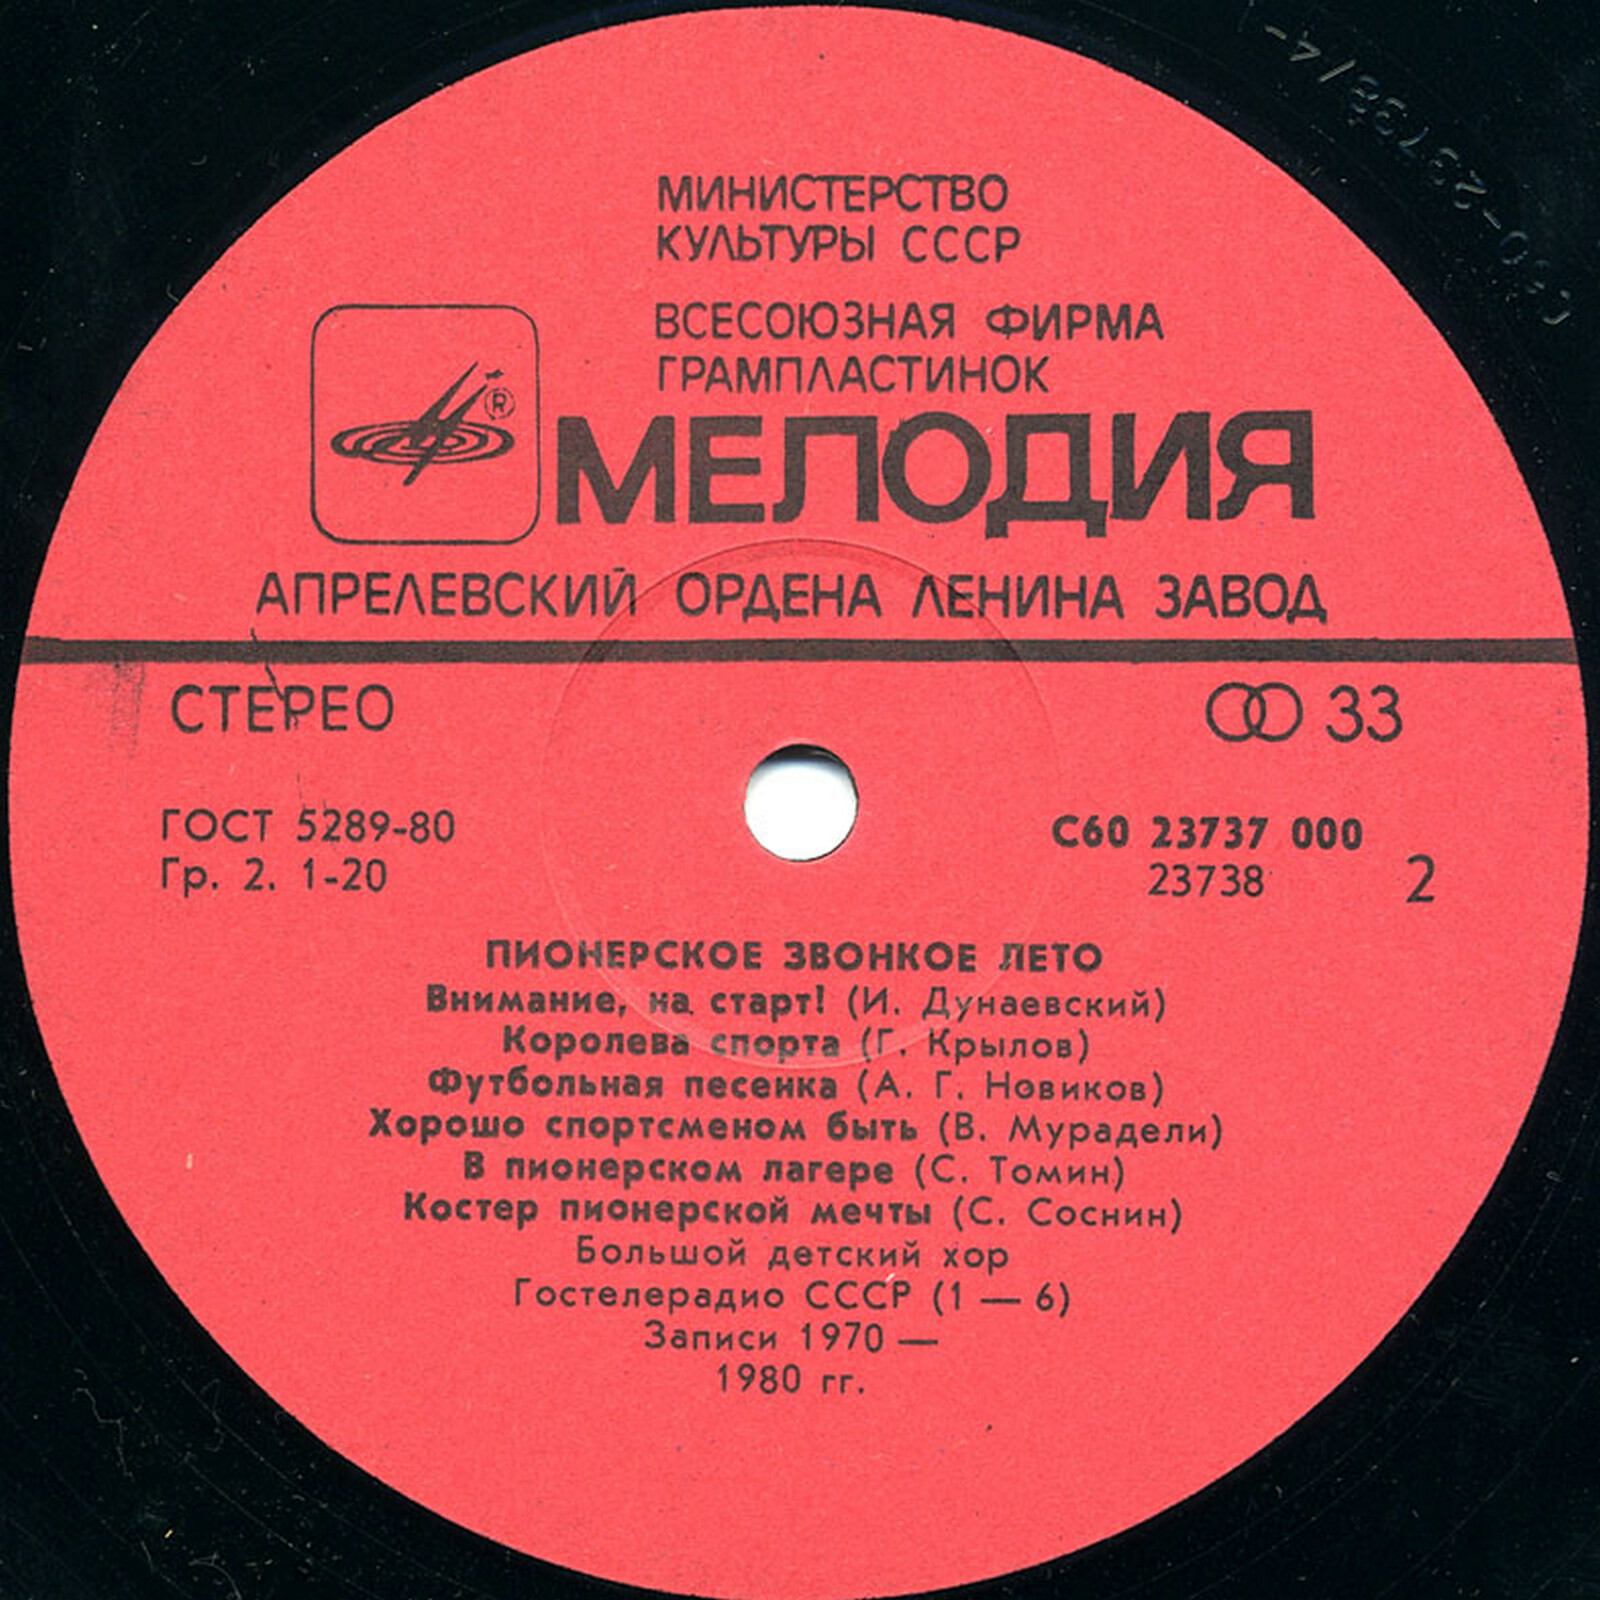 МИНИСТЕРСТВО
КУЛЬТУРЫ СССР
ВСЕСОЮЗНАЯ ФИРМА
ГРАМПЛАСТИНОК
®
МЕЛОДИЯ
АПРЕЛЕВСКИЙ ОРДЕНА ЛЕНИНА ЗАВОД
СТЕРЕО
33
ГОСТ 5289-80
Гр. 2. 1-20
С60 23737 000
23738
2
ПИОНЕРСКОЕ ЗВОНКОЕ ЛЕТО
Внимание, на старт! (И. Дунаевский)
Королева спорта (Г. Крылов)
Футбольная песенка (А. Г. Новиков)
Хорошо спортсменом быть (В. Мурадели)
В пионерском лагере (С. Томин)
Костер пионерской мечты (С. Соснин)
Большой детский хор
Гостелерадио СССР (1 — 6)
Записи 1970 —
1980 гг.